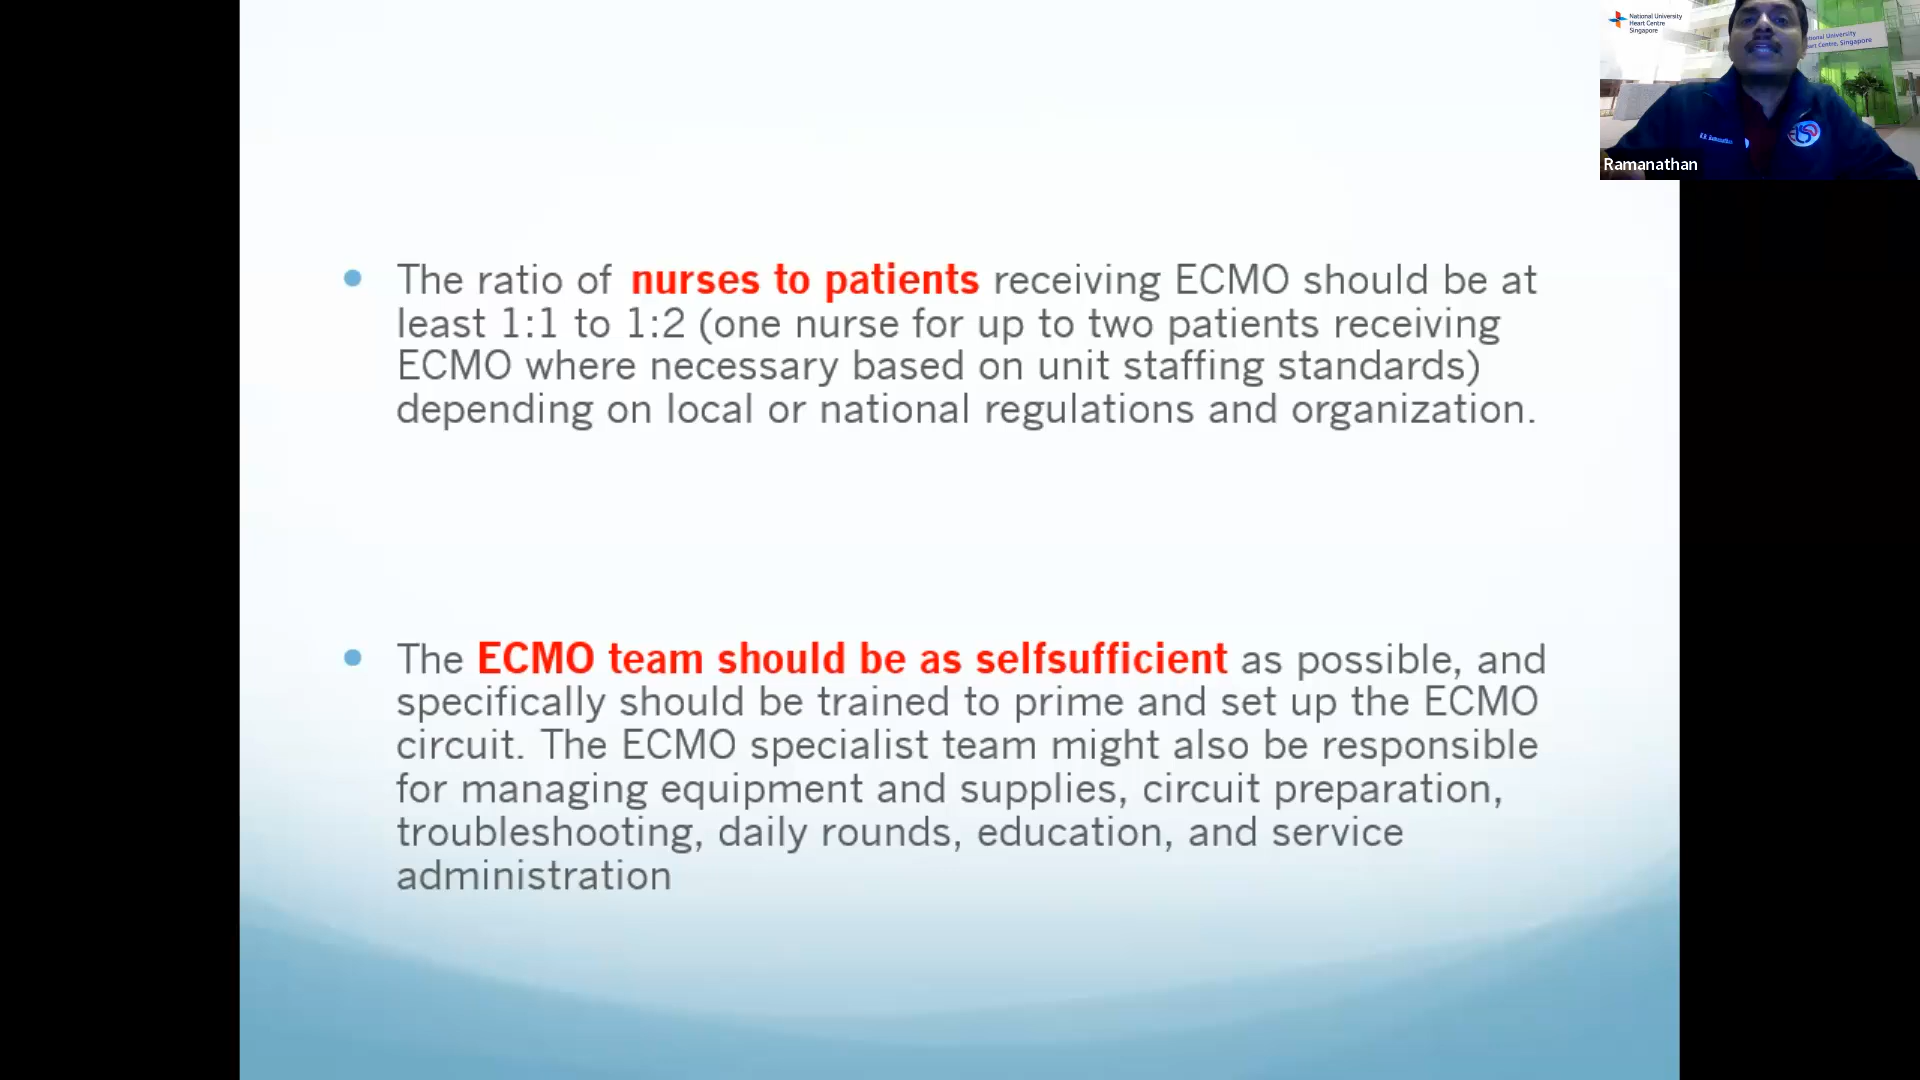 The ratio of nurses to patients receiving ECMO should be at
least 1:1 to 1:2 (one nurse for up to two patients receiving
ECMO where necessary based on unit staffing standards)
depending on local or national regulations and organization.
The ECMO team should be as selfsufficient as possible, and
specifically should be trained to prime and set up the ECMO
circuit. The ECMO specialist team might also be responsible
for managing equipment and supplies, circuit preparation,
troubleshooting, daily rounds, education, and service
administration
National University
Heart Centre
Singapore
University
Centre, Singapore
Ramanathan